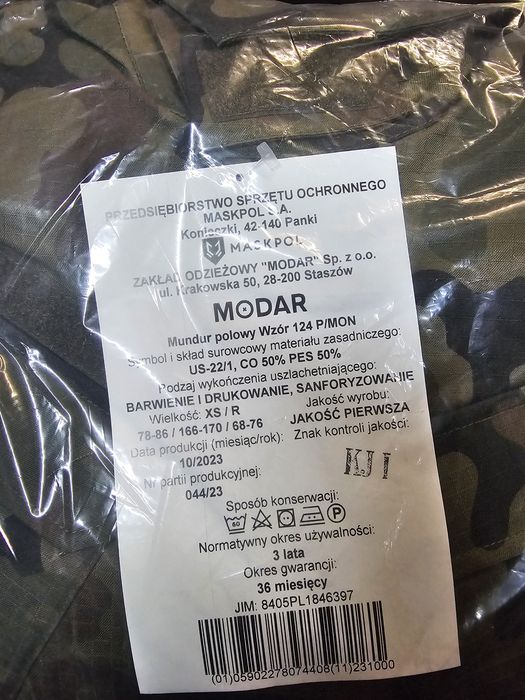 PRZEDSIĘBIORSTWO SPRZĘTU OCHRONNEGO
MASKPOL S.A.
Konieczki, 42-140 Panki
MASKPOL
ZAKŁAD ODZIEŻOWY "MODAR" Sp. z o.o.
ul. Krakowska 50, 28-200 Staszów
MODAR
Mundur polowy Wzór 124 P/MON
Symbol i skład surowcowy materiału zasadniczego:
US-22/1, CO 50% PES 50%
Podzaj wykończenia uszlachetniającego:
BARWIENIE I DRUKOWANIE, SANFORYZOWANIE
Wielkość: XS / R
78-86 / 166-170 / 68-76
Jakość wyrobu:
JAKOŚĆ PIERWSZA
Data produkcji (miesiąc/rok):
10/2023
Znak kontroli jakości:
KJ I
Nr partii produkcyjnej:
044/23
Sposób konserwacji:
60 P
Normatywny okres używalności:
3 lata
Okres gwarancji:
36 miesięcy
JIM: 8405PL1846397
(01)05902278074408(11)231000